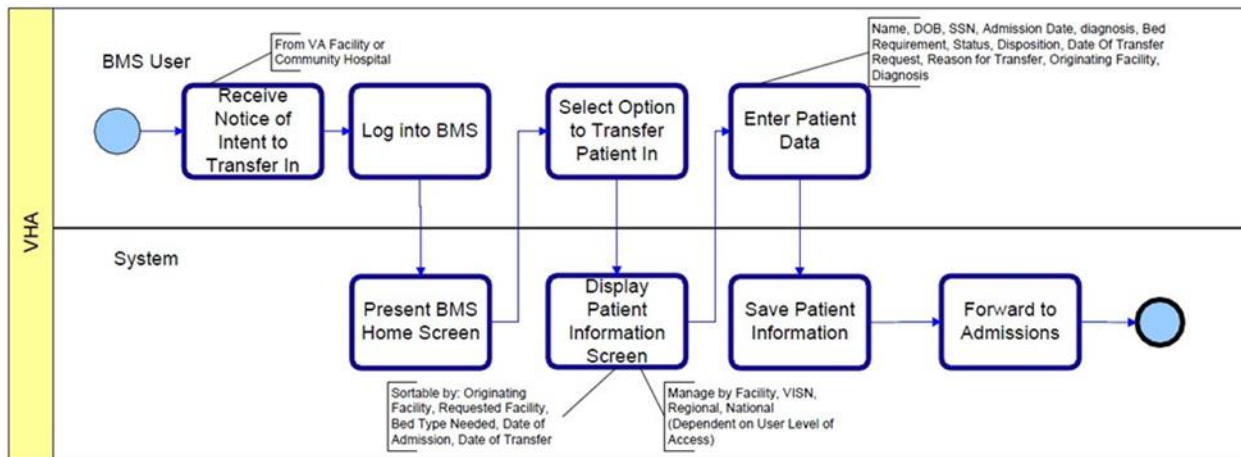 VHA
BMS User
From VA Facility or
Community Hospital
Name, DOB, SSN, Admission Date, diagnosis, Bed
Requirement, Status, Disposition, Date Of Transfer
Request, Reason for Transfer, Originating Facility,
Diagnosis
Receive
Notice of
Intent to
Transfer In
Log into BMS
Select Option
to Transfer
Patient In
Enter Patient
Data
System
Present BMS
Home Screen
Display
Patient
Information
Screen
Save Patient
Information
Forward to
Admissions
Sortable by: Originating
Facility, Requested Facility,
Bed Type Needed, Date of
Admission, Date of Transfer
Manage by Facility, VISN,
Regional, National
(Dependent on User Level of
Access)